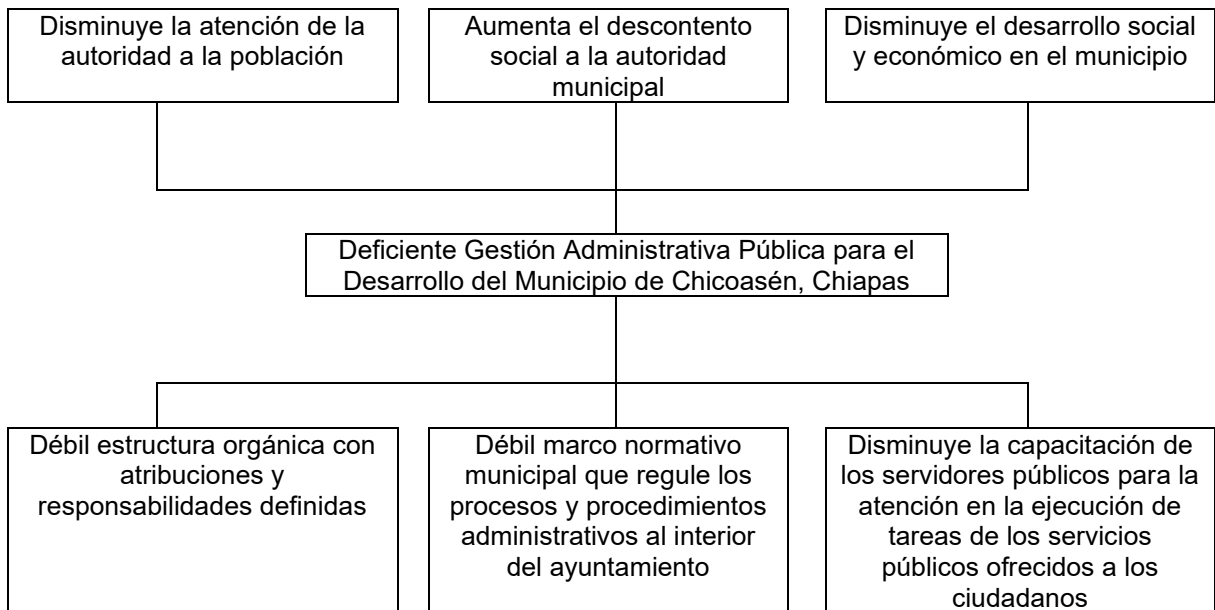 Disminuye la atención de la
autoridad a la población
Aumenta el descontento
social a la autoridad
municipal
Disminuye el desarrollo social
y económico en el municipio
Deficiente Gestión Administrativa Pública para el
Desarrollo del Municipio de Chicoasén, Chiapas
Débil estructura orgánica con
atribuciones y
responsabilidades definidas
Débil marco normativo
municipal que regule los
procesos y procedimientos
administrativos al interior
del ayuntamiento
Disminuye la capacitación de
los servidores públicos para la
atención en la ejecución de
tareas de los servicios
públicos ofrecidos a los
ciudadanos